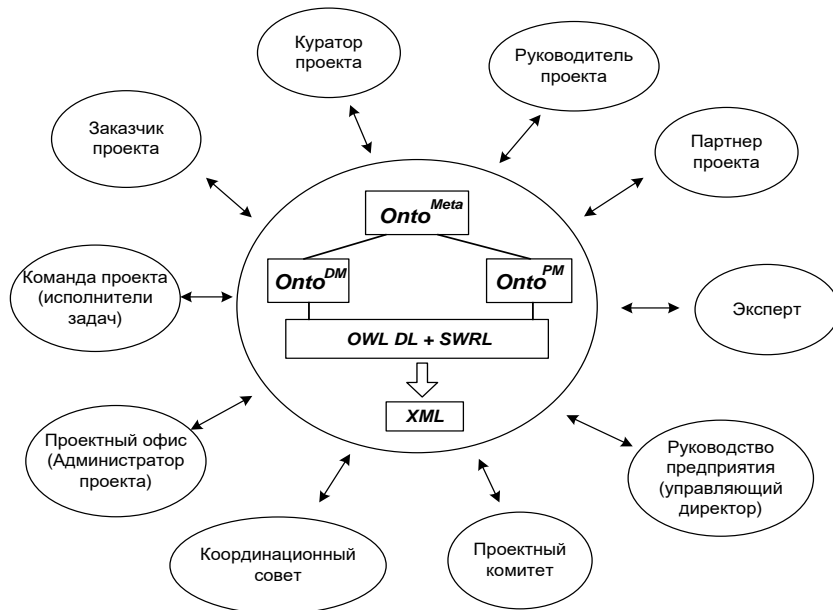 Куратор
проекта
Руководитель
проекта
Заказчик
проекта
Партнер
проекта
Onto^Meta
Команда проекта
(исполнители
задач)
Onto^DM
Onto^PM
Эксперт
OWL DL + SWRL
XML
Проектный офис
(Администратор
проекта)
Руководство
предприятия
(управляющий
директор)
Координационный
совет
Проектный
комитет